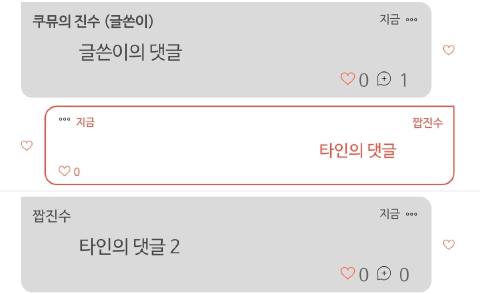 쿠뮤의 진수 (글쓴이) 지금
글쓴이의 댓글
0 1
지금 짭진수
타인의 댓글
0
짭진수 지금
타인의 댓글 2
0 0